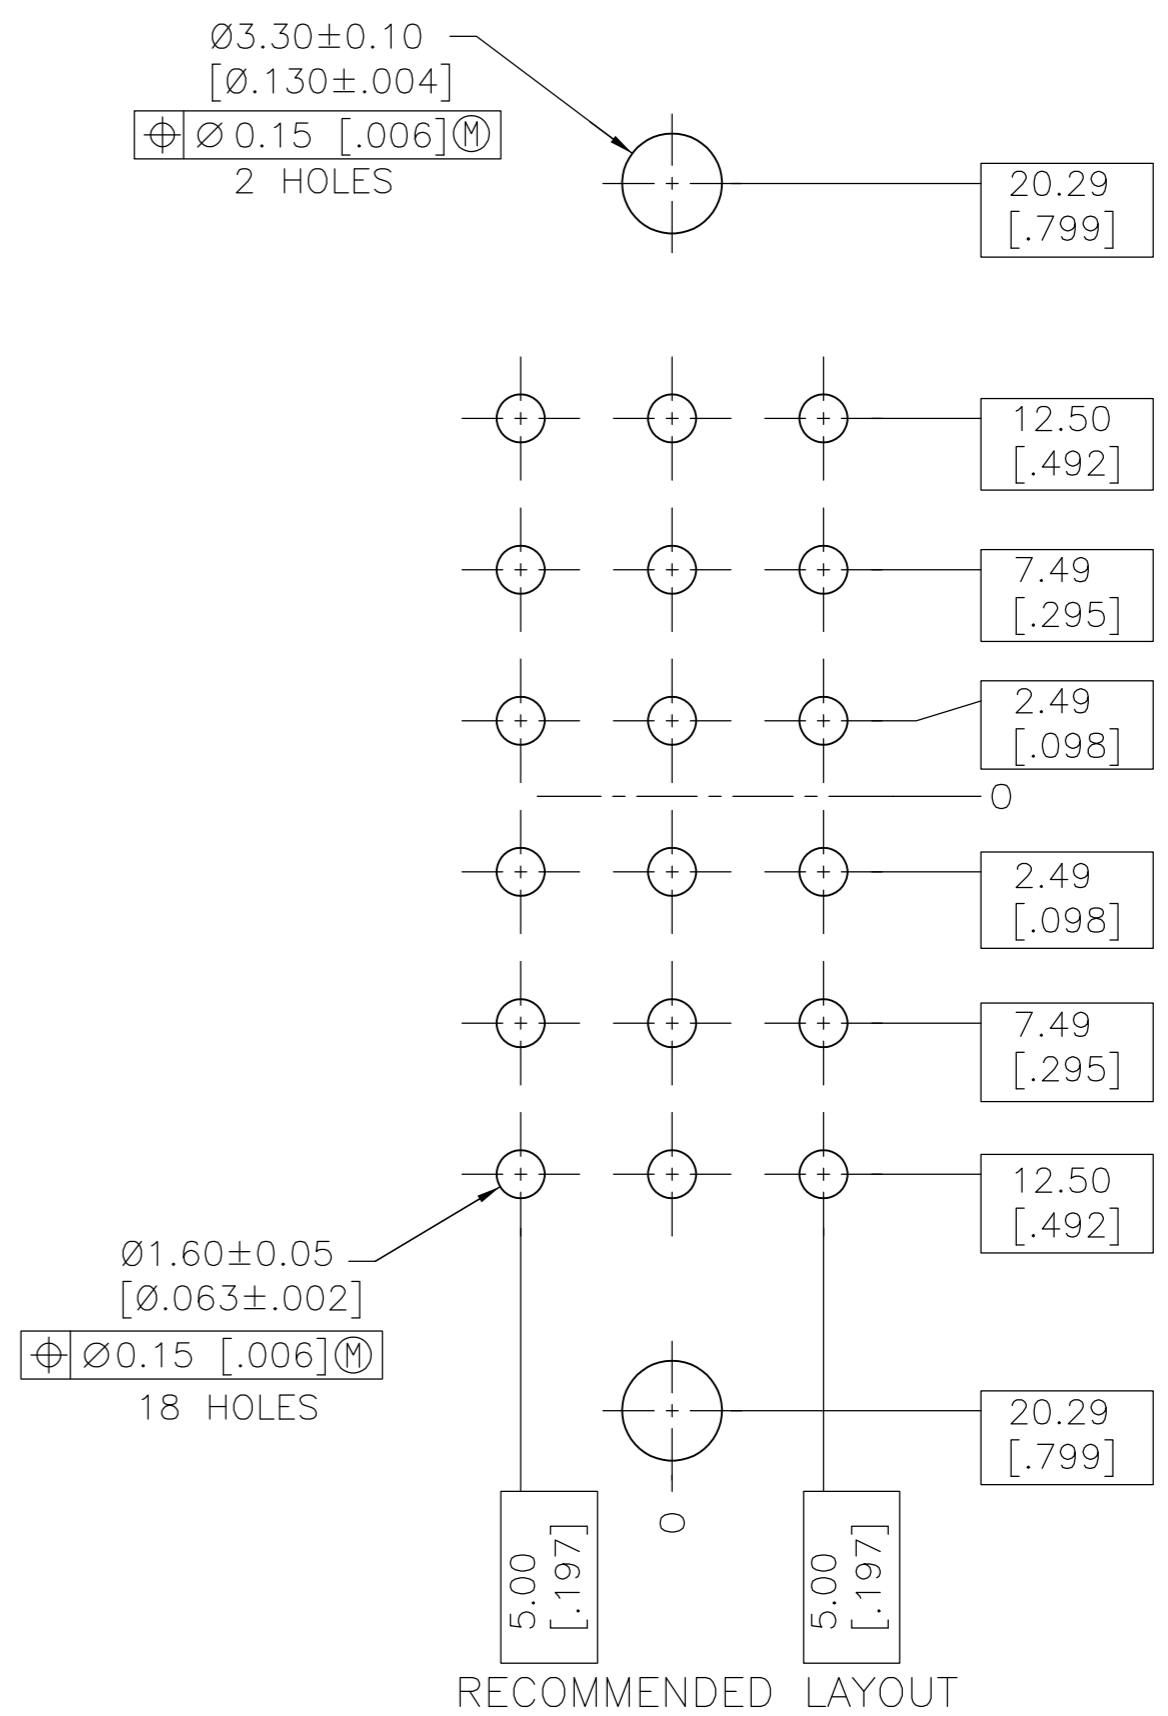 Ø3.30±0.10
[Ø.130±.004]
⌖ Ø 0.15 [.006]Ⓜ
2 HOLES
20.29
[.799]
12.50
[.492]
7.49
[.295]
2.49
[.098]
0
2.49
[.098]
7.49
[.295]
12.50
[.492]
Ø1.60±0.05
[Ø.063±.002]
⌖ Ø0.15 [.006]Ⓜ
18 HOLES
20.29
[.799]
5.00
[.197]
0
5.00
[.197]
RECOMMENDED LAYOUT